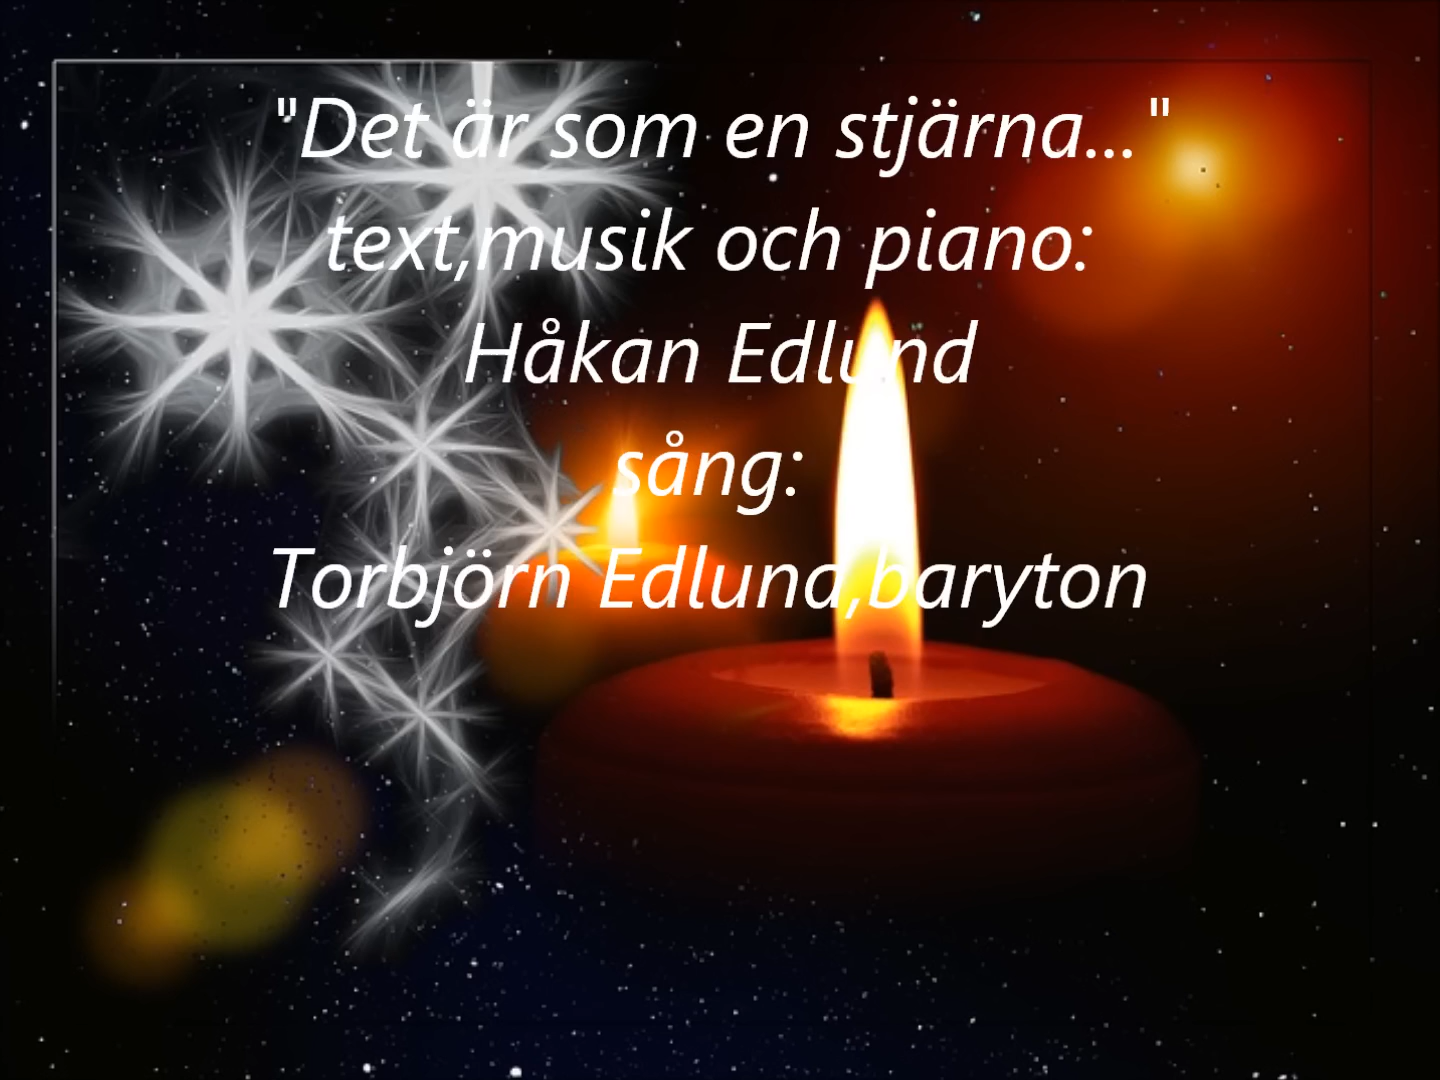 "Det är som en stjärna..."
text,musik och piano:
Håkan Edlund
sång:
Torbjörn Edlund,baryton